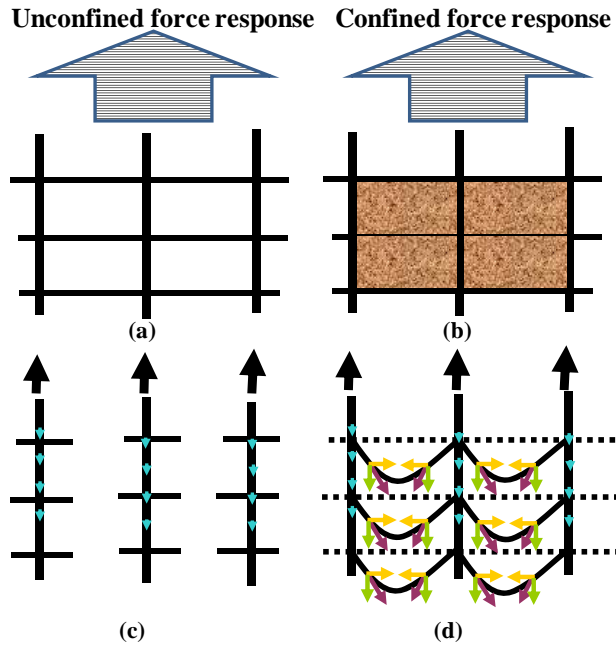 Unconfined force response
Confined force response
(a)
(b)
(c)
(d)